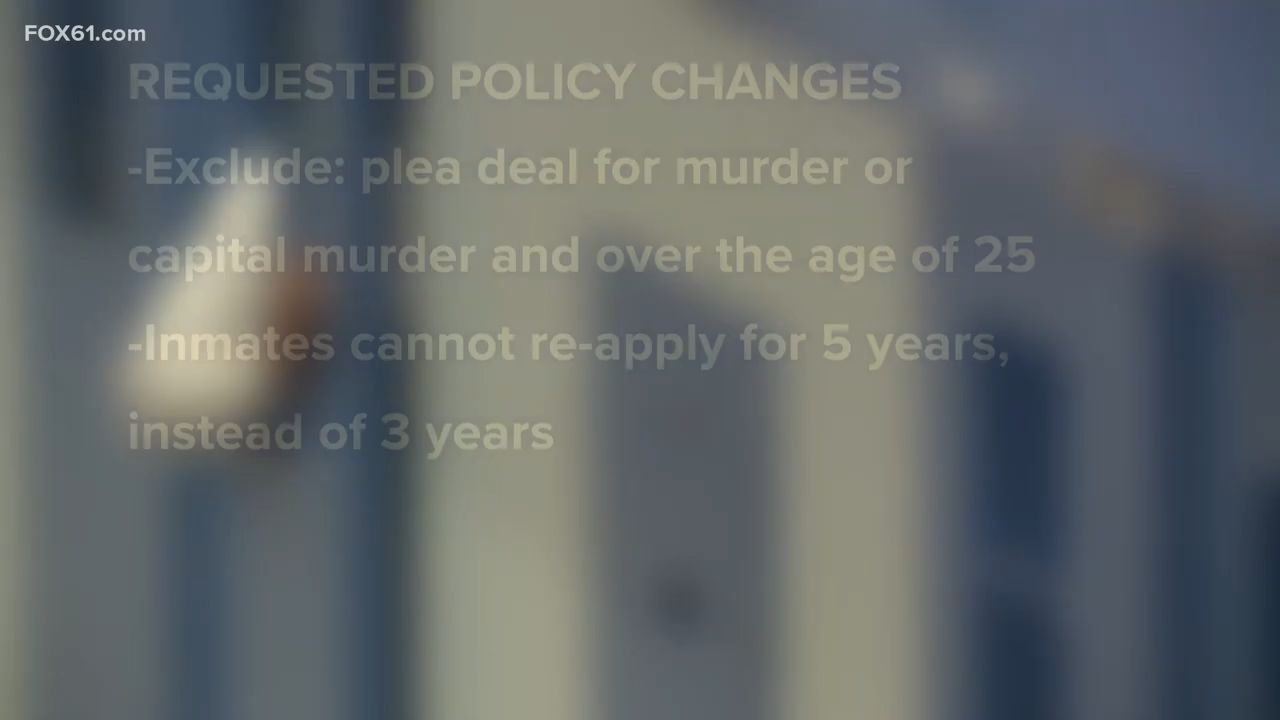 FOX61.com
REQUESTED POLICY CHANGES
-Exclude: plea deal for murder or
capital murder and over the age of 25
-Inmates cannot re-apply for 5 years,
instead of 3 years